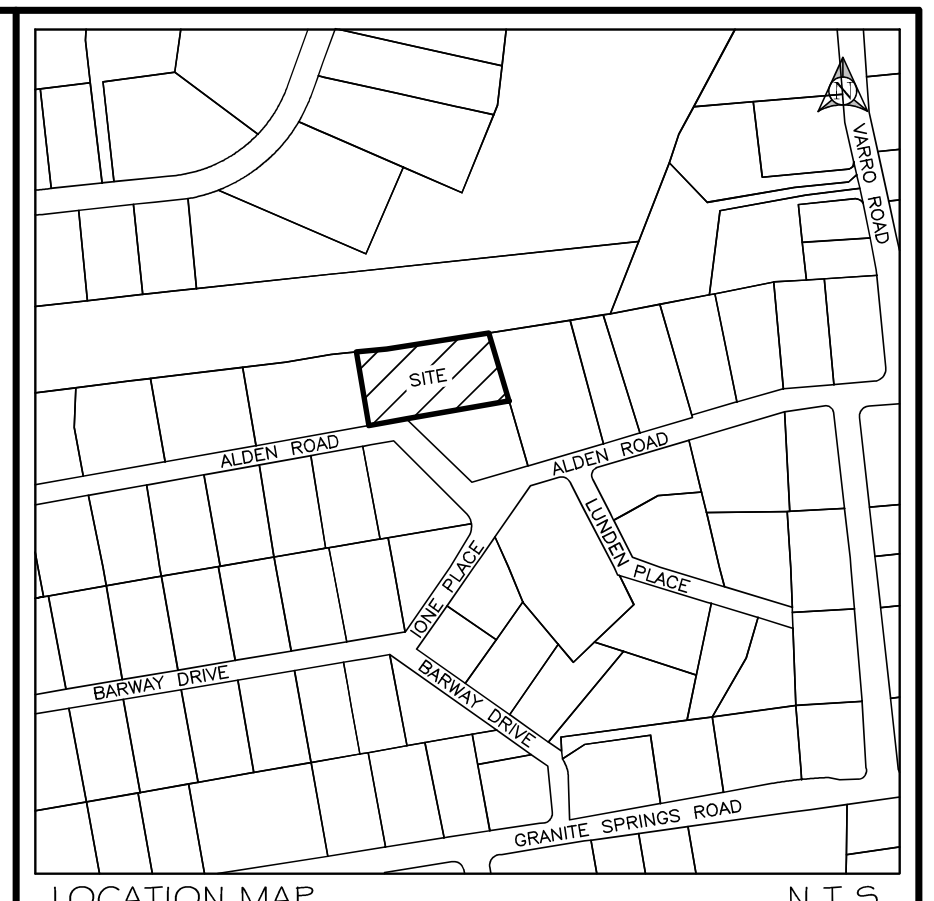 N
VARRO ROAD
SITE
ALDEN ROAD
ALDEN ROAD
LUNDEN PLACE
IONE PLACE
BARWAY DRIVE
BARWAY DRIVE
GRANITE SPRINGS ROAD
LOCATION MAP N.T.S.